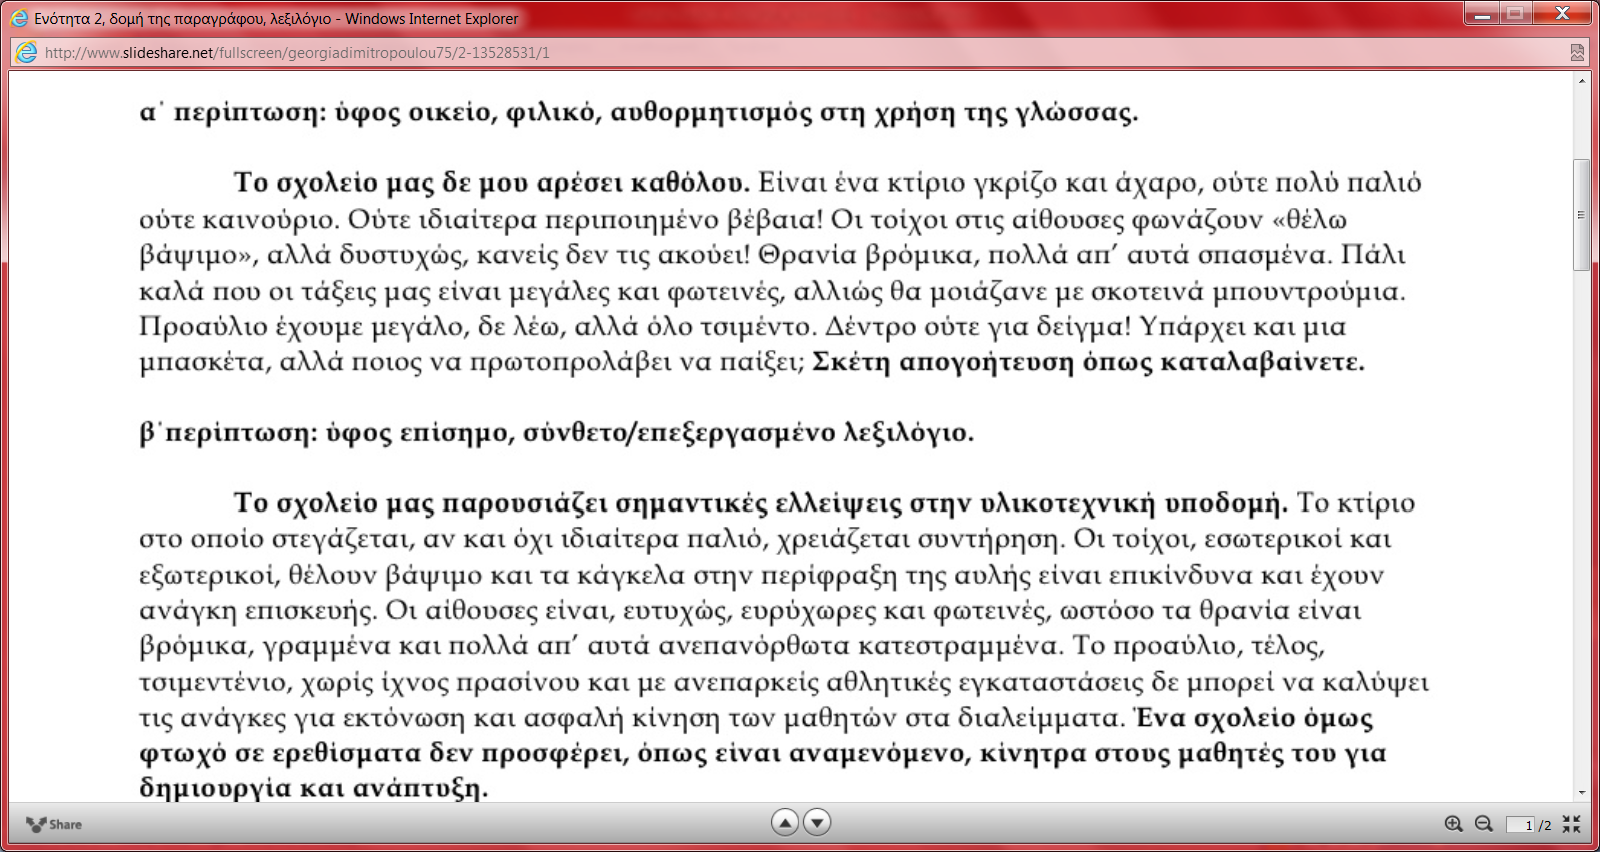 Ενότητα 2, δομή της παραγράφου, λεξιλόγιο - Windows Internet Explorer
http://www.slideshare.net/fullscreen/georgiadimitropoulou75/2-13528531/1
α΄ περίπτωση: ύφος οικείο, φιλικό, αυθορμητισμός στη χρήση της γλώσσας.
Το σχολείο μας δε μου αρέσει καθόλου. Είναι ένα κτίριο γκρίζο και άχαρο, ούτε πολύ παλιό
ούτε καινούριο. Ούτε ιδιαίτερα περιποιημένο βέβαια! Οι τοίχοι στις αίθουσες φωνάζουν «θέλω
βάψιμο», αλλά δυστυχώς, κανείς δεν τις ακούει! Θρανία βρόμικα, πολλά απ’ αυτά σπασμένα. Πάλι
καλά που οι τάξεις μας είναι μεγάλες και φωτεινές, αλλιώς θα μοιάζανε με σκοτεινά μπουντρούμια.
Προαύλιο έχουμε μεγάλο, δε λέω, αλλά όλο τσιμέντο. Δέντρο ούτε για δείγμα! Υπάρχει και μια
μπασκέτα, αλλά ποιος να πρωτοπρολάβει να παίξει; Σκέτη απογοήτευση όπως καταλαβαίνετε.
β΄περίπτωση: ύφος επίσημο, σύνθετο/επεξεργασμένο λεξιλόγιο.
Το σχολείο μας παρουσιάζει σημαντικές ελλείψεις στην υλικοτεχνική υποδομή. Το κτίριο
στο οποίο στεγάζεται, αν και όχι ιδιαίτερα παλιό, χρειάζεται συντήρηση. Οι τοίχοι, εσωτερικοί και
εξωτερικοί, θέλουν βάψιμο και τα κάγκελα στην περίφραξη της αυλής είναι επικίνδυνα και έχουν
ανάγκη επισκευής. Οι αίθουσες είναι, ευτυχώς, ευρύχωρες και φωτεινές, ωστόσο τα θρανία είναι
βρόμικα, γραμμένα και πολλά απ’ αυτά ανεπανόρθωτα κατεστραμμένα. Το προαύλιο, τέλος,
τσιμεντένιο, χωρίς ίχνος πρασίνου και με ανεπαρκείς αθλητικές εγκαταστάσεις δε μπορεί να καλύψει
τις ανάγκες για εκτόνωση και ασφαλή κίνηση των μαθητών στα διαλείμματα. Ένα σχολείο όμως
φτωχό σε ερεθίσματα δεν προσφέρει, όπως είναι αναμενόμενο, κίνητρα στους μαθητές του για
δημιουργία και ανάπτυξη.
Share
1 /2